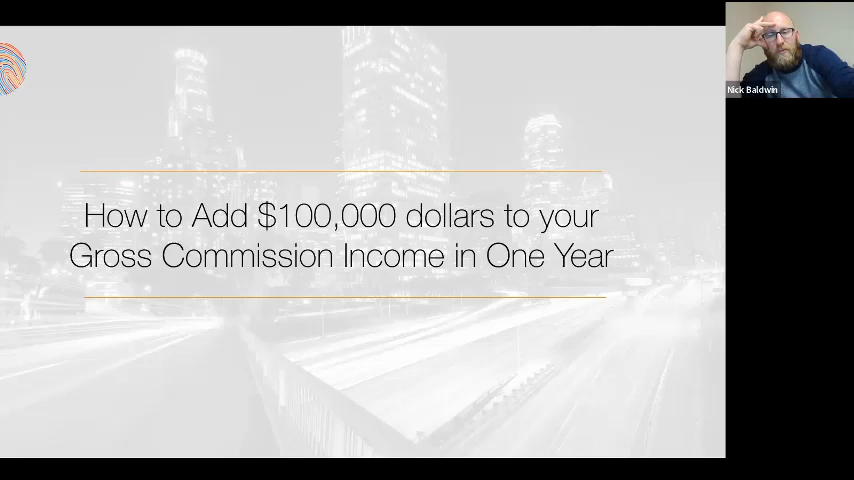 How to Add $100,000 dollars to your
Gross Commission Income in One Year
Nick Baldwin